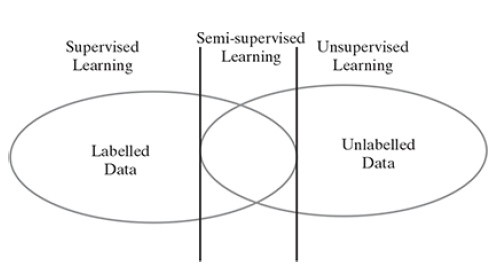 Supervised
Learning
Semi-supervised
Learning
Unsupervised
Learning
Labelled
Data
Unlabelled
Data